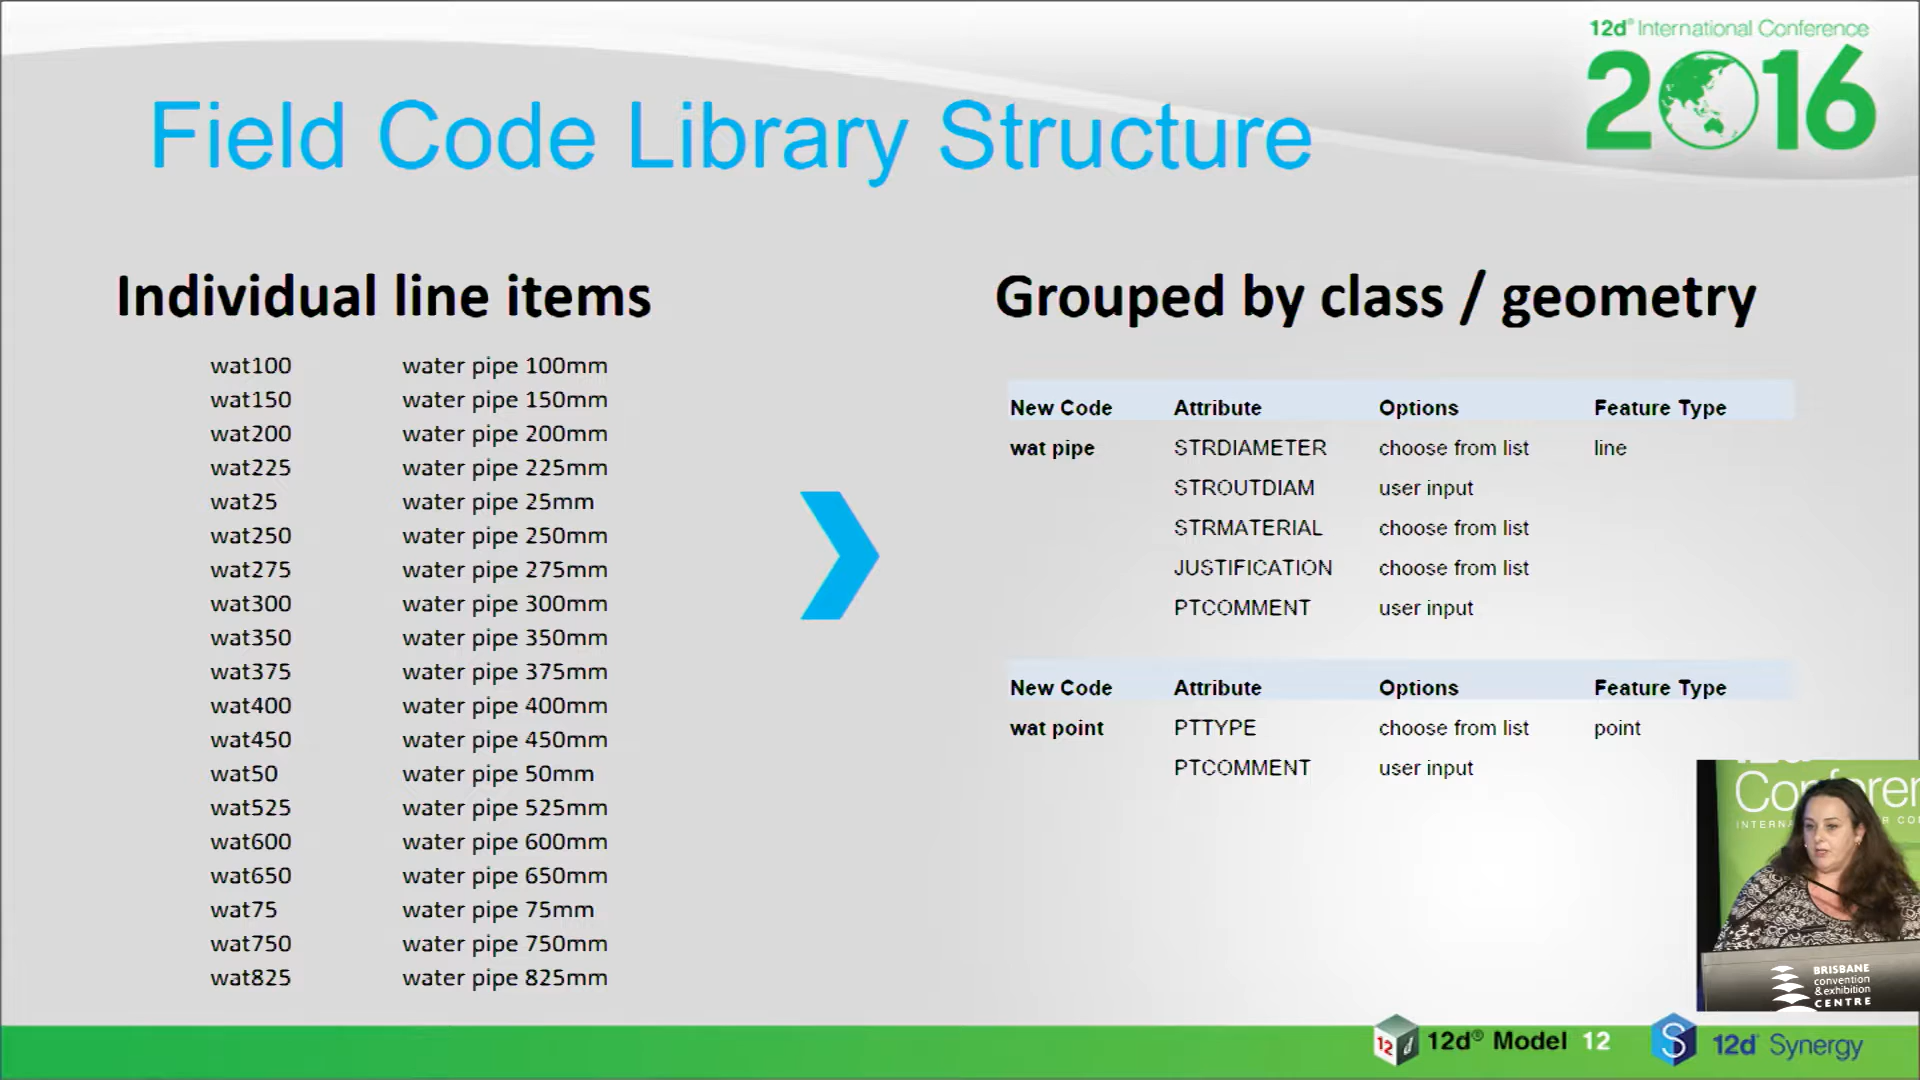 12d® International Conference
2016
Field Code Library Structure
Individual line items
wat100 water pipe 100mm
wat150 water pipe 150mm
wat200 water pipe 200mm
wat225 water pipe 225mm
wat25 water pipe 25mm
wat250 water pipe 250mm
wat275 water pipe 275mm
wat300 water pipe 300mm
wat350 water pipe 350mm
wat375 water pipe 375mm
wat400 water pipe 400mm
wat450 water pipe 450mm
wat50 water pipe 50mm
wat525 water pipe 525mm
wat600 water pipe 600mm
wat650 water pipe 650mm
wat75 water pipe 75mm
wat750 water pipe 750mm
wat825 water pipe 825mm
Grouped by class / geometry
New Code Attribute Options Feature Type
wat pipe STRDIAMETER choose from list line
STROUTDIAM user input
STRMATERIAL choose from list
JUSTIFICATION choose from list
PTCOMMENT user input
New Code Attribute Options Feature Type
wat point PTTYPE choose from list point
PTCOMMENT user input
BRISBANE
convention
& exhibition
CENTRE
12 d
12d® Model 12
S
12d® Synergy